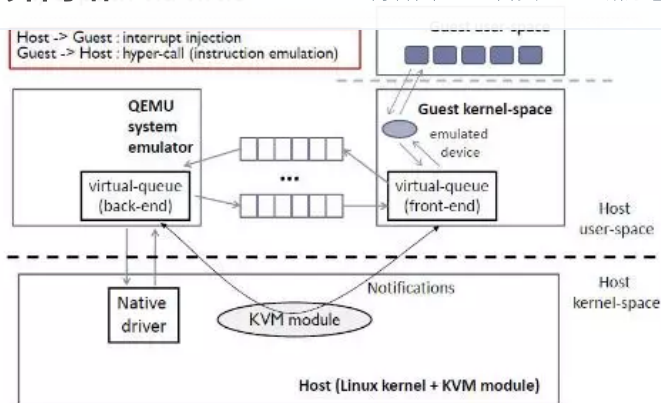 Host -> Guest : interrupt injection
Guest -> Host : hyper-call (instruction emulation)
Guest user-space
QEMU
system
emulator
Guest kernel-space
emulated
device
...
virtual-queue
(back-end)
virtual-queue
(front-end)
Host
user-space
Host
kernel-space
Notifications
Native
driver
KVM module
Host (Linux kernel + KVM module)